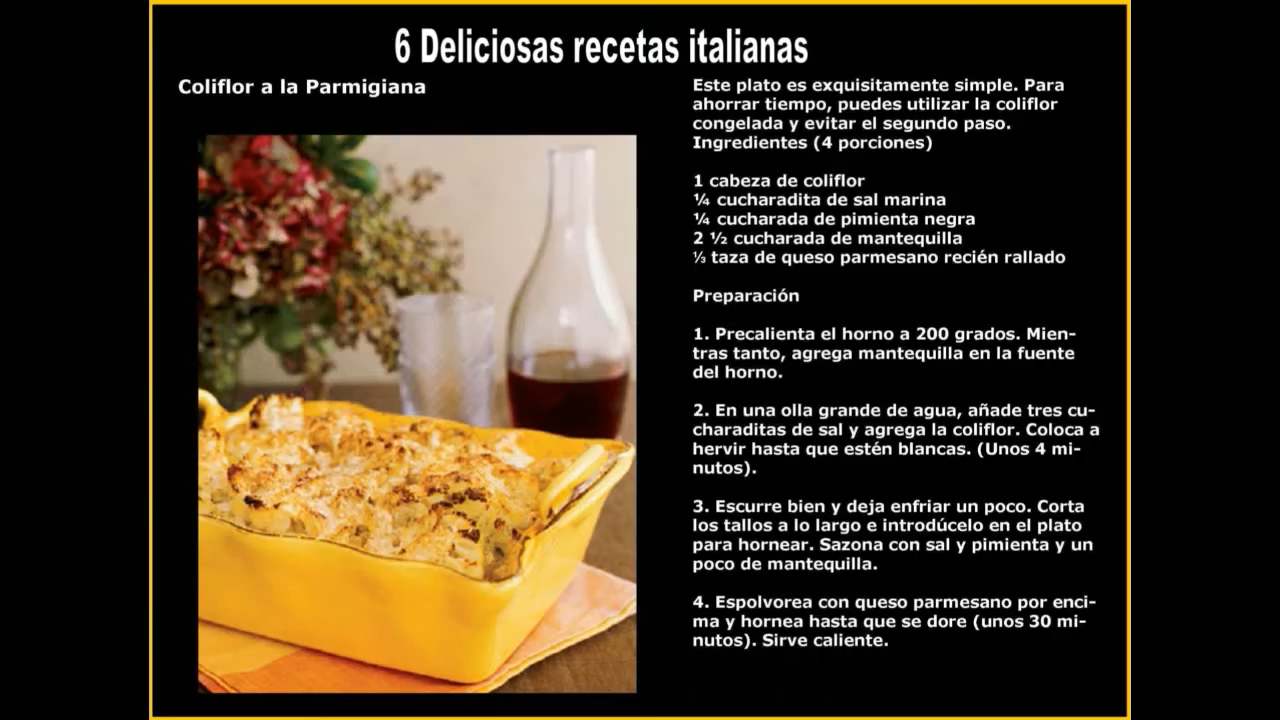 6 Deliciosas recetas italianas
Coliflor a la Parmigiana
Este plato es exquisitamente simple. Para
ahorrar tiempo, puedes utilizar la coliflor
congelada y evitar el segundo paso.
Ingredientes (4 porciones)
1 cabeza de coliflor
¼ cucharadita de sal marina
¼ cucharada de pimienta negra
2 ½ cucharada de mantequilla
⅓ taza de queso parmesano recién rallado
Preparación
1. Precalienta el horno a 200 grados. Mien-
tras tanto, agrega mantequilla en la fuente
del horno.
2. En una olla grande de agua, añade tres cu-
charaditas de sal y agrega la coliflor. Coloca a
hervir hasta que estén blancas. (Unos 4 mi-
nutos).
3. Escurre bien y deja enfriar un poco. Corta
los tallos a lo largo e introdúcelo en el plato
para hornear. Sazona con sal y pimienta y un
poco de mantequilla.
4. Espolvorea con queso parmesano por enci-
ma y hornea hasta que se dore (unos 30 mi-
nutos). Sirve caliente.